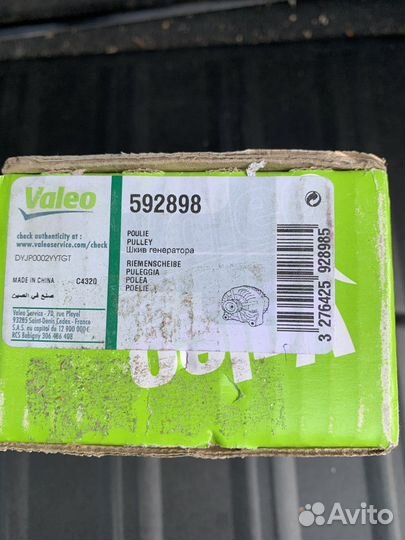 Valeo
592898
check authenticity at :
www.valeoservice.com/check
DYJP0002YYTGT
MADE IN CHINA C4320
صنع في الصين
Valeo Service - 70, rue Pleyel
93285 Saint-Denis Cedex - France
S.A.S. au capital de 12 900 000€
RCS Bobigny 306 486 408
POULIE
PULLEY
Шкив генератора
RIEMENSCHEIBE
PULEGGIA
POLEA
POELIE
3 276425 928985
Avito